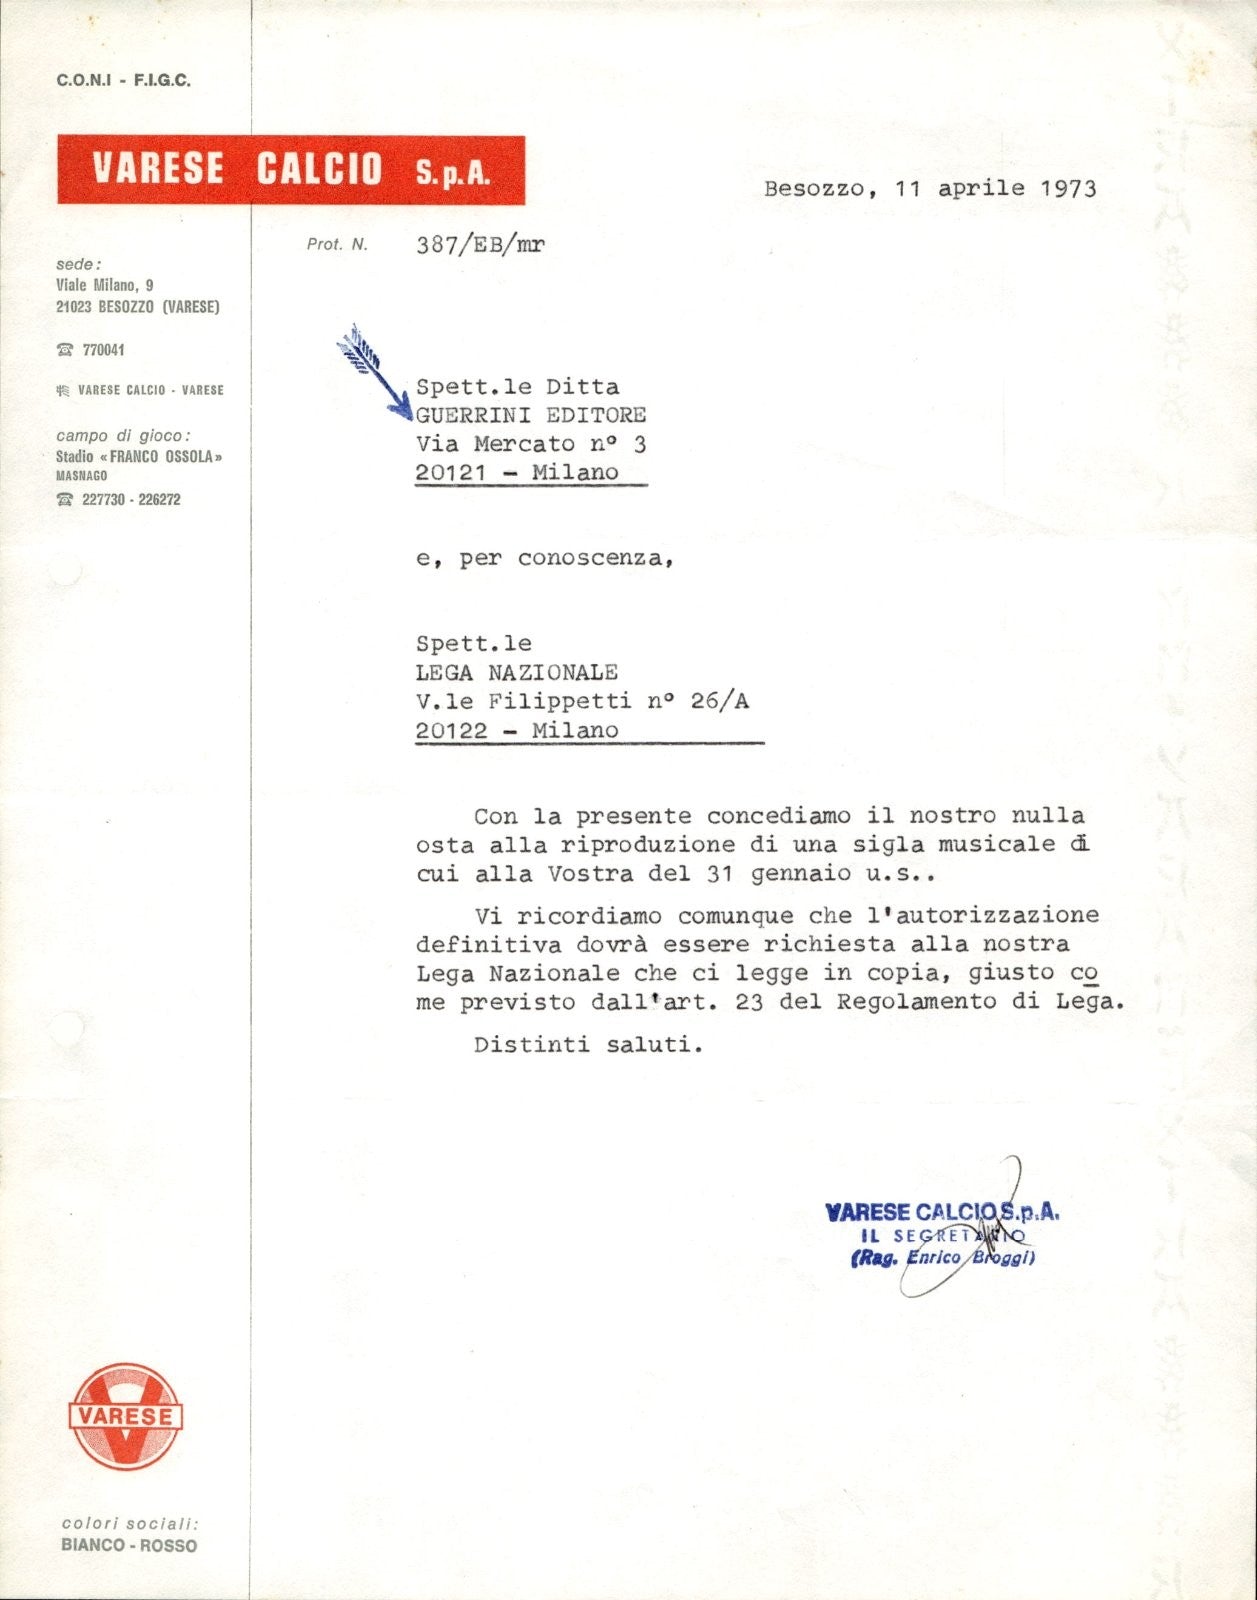 C.O.N.I - F.I.G.C.
VARESE CALCIO S.p.A.
Besozzo, 11 aprile 1973
Prot. N. 387/EB/mr
sede:
Viale Milano, 9
21023 BESOZZO (VARESE)
☎ 770041
VARESE CALCIO - VARESE
campo di gioco:
Stadio «FRANCO OSSOLA»
MASNAGO
☎ 227730 - 226272
Spett.le Ditta
GUERRINI EDITORE
Via Mercato n° 3
20121 - Milano
e, per conoscenza,
Spett.le
LEGA NAZIONALE
V.le Filippetti n° 26/A
20122 - Milano
Con la presente concediamo il nostro nulla
osta alla riproduzione di una sigla musicale di
cui alla Vostra del 31 gennaio u.s..
Vi ricordiamo comunque che l'autorizzazione
definitiva dovrà essere richiesta alla nostra
Lega Nazionale che ci legge in copia, giusto co
me previsto dall'art. 23 del Regolamento di Lega.
Distinti saluti.
VARESE CALCIO S.p.A.
IL SEGRETARIO
(Rag. Enrico Broggi)
VARESE
colori sociali:
BIANCO - ROSSO